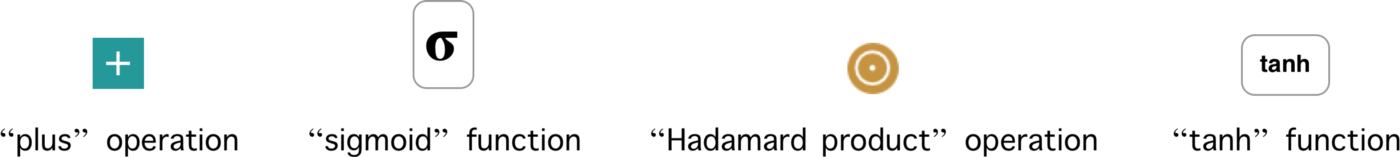 +
σ
tanh
“plus” operation
“sigmoid” function
“Hadamard product” operation
“tanh” function